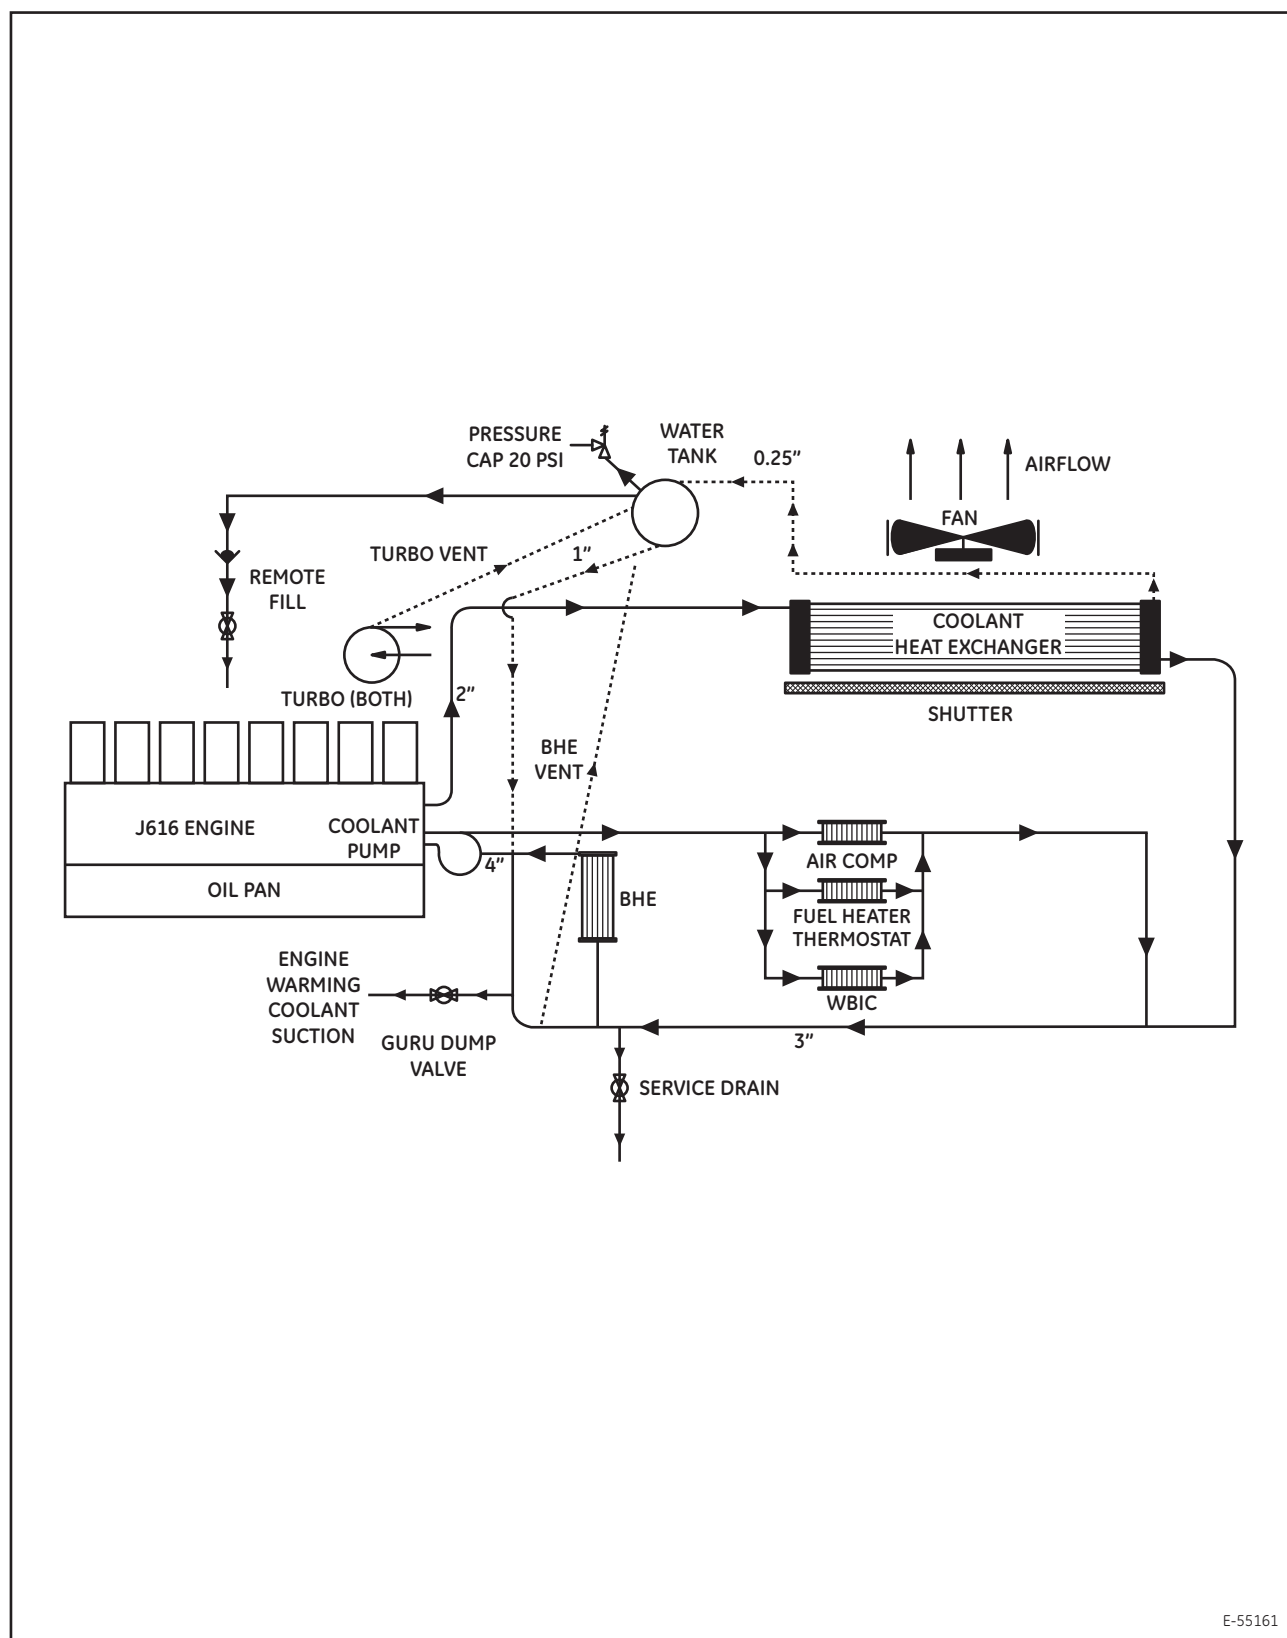 PRESSURE
CAP 20 PSI
WATER
TANK
0.25”
AIRFLOW
FAN
TURBO VENT
1”
REMOTE
FILL
COOLANT
HEAT EXCHANGER
TURBO (BOTH)
2”
SHUTTER
BHE
VENT
J616 ENGINE
COOLANT
PUMP
4”
AIR COMP
OIL PAN
BHE
FUEL HEATER
THERMOSTAT
ENGINE
WARMING
COOLANT
SUCTION
WBIC
GURU DUMP
VALVE
3”
SERVICE DRAIN
E-55161